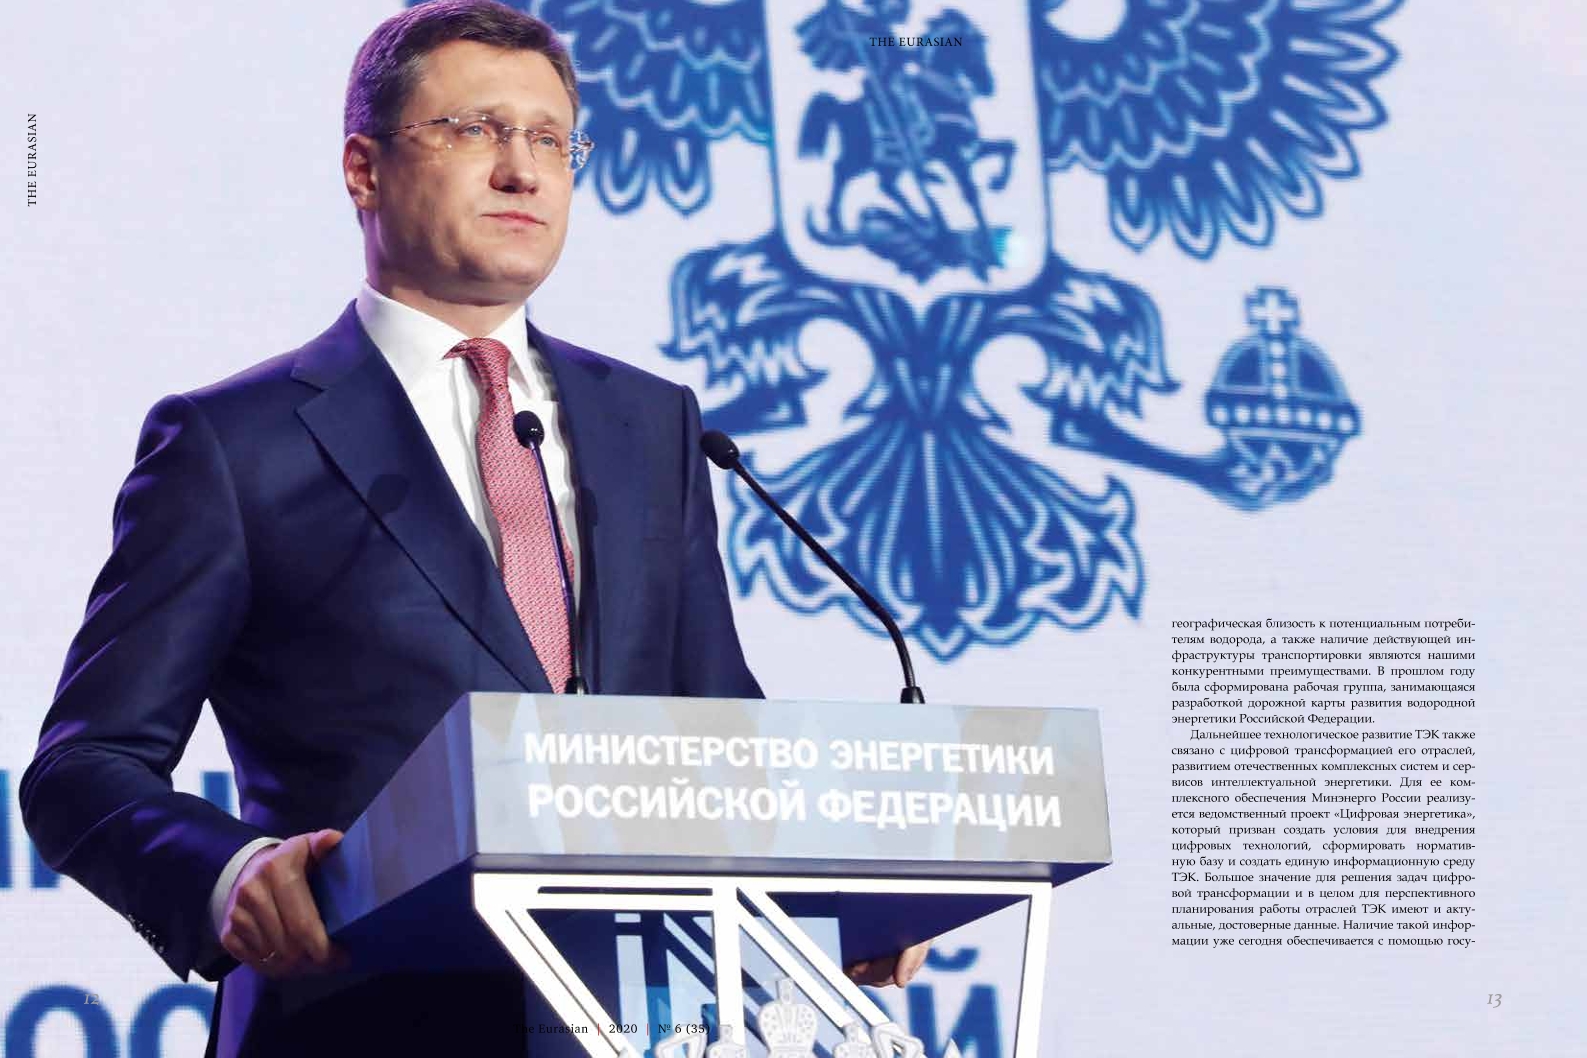 THE EURASIAN
THE EURASIAN
МИНИСТЕРСТВО ЭНЕРГЕТИКИ
РОССИЙСКОЙ ФЕДЕРАЦИИ
географическая близость к потенциальным потреби-
телям водорода, а также наличие действующей ин-
фраструктуры транспортировки являются нашими
конкурентными преимуществами. В прошлом году
была сформирована рабочая группа, занимающаяся
разработкой дорожной карты развития водородной
энергетики Российской Федерации.
Дальнейшее технологическое развитие ТЭК также
связано с цифровой трансформацией его отраслей,
развитием отечественных комплексных систем и сер-
висов интеллектуальной энергетики. Для ее ком-
плексного обеспечения Минэнерго России реализу-
ется ведомственный проект «Цифровая энергетика»,
который призван создать условия для внедрения
цифровых технологий, сформировать норматив-
ную базу и создать единую информационную среду
ТЭК. Большое значение для решения задач цифро-
вой трансформации и в целом для перспективного
планирования работы отраслей ТЭК имеют и акту-
альные, достоверные данные. Наличие такой инфор-
мации уже сегодня обеспечивается с помощью госу-
12
The Eurasian | 2020 | № 6 (35)
13